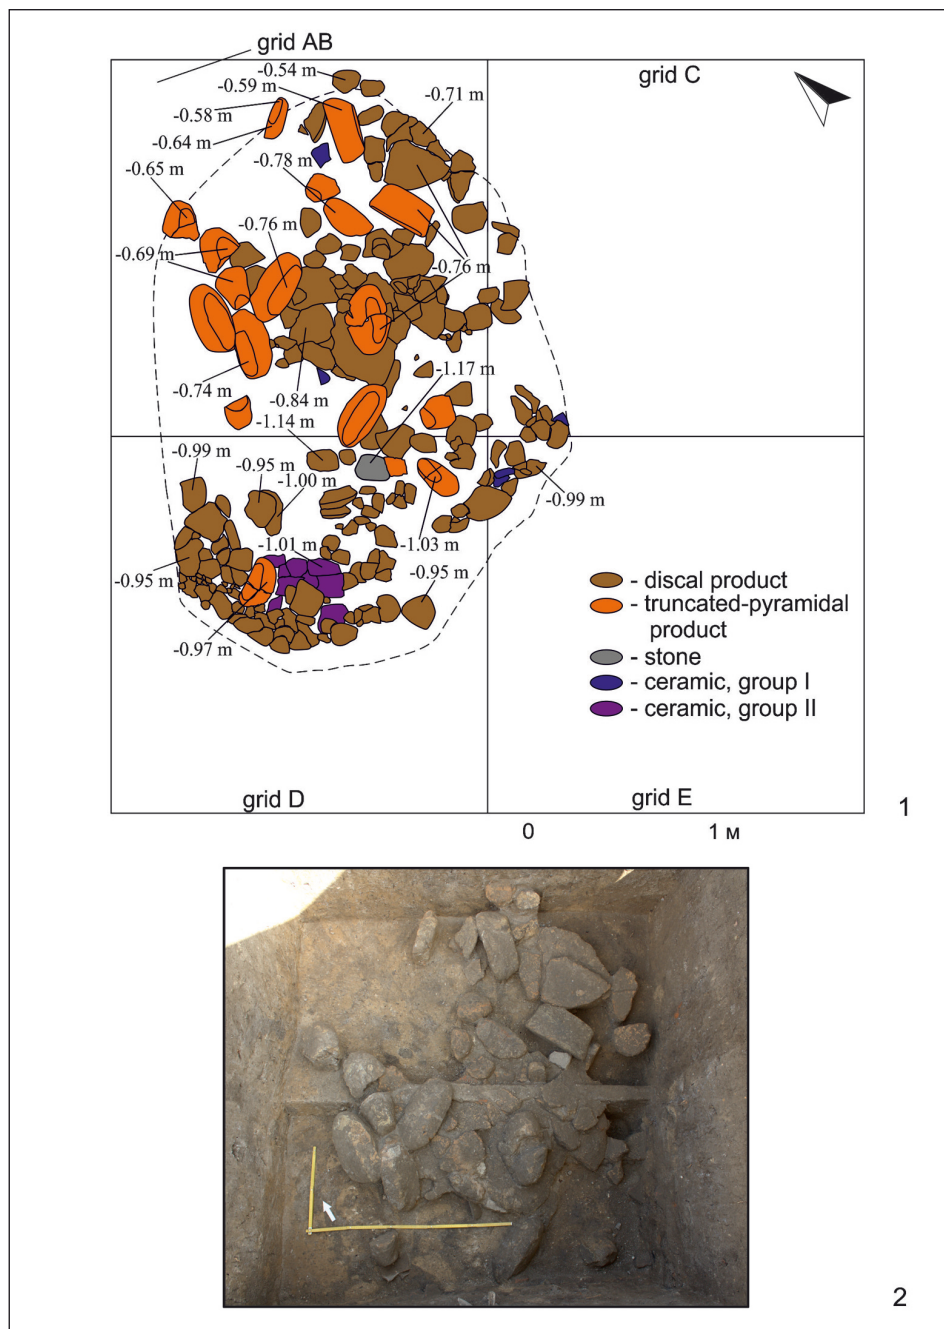 grid AB
grid C
-0.54 m
-0.59 m
-0.71 m
-0.58 m
-0.64 m
-0.78 m
-0.65 m
-0.76 m
-0.69 m
-0.76 m
-0.74 m
-0.84 m
-1.17 m
-1.14 m
-0.99 m
-0.95 m
-1.00 m
-0.99 m
-1.01 m
-1.03 m
-0.95 m
-0.95 m
-0.97 m
- discal product
- truncated-pyramidal
product
- stone
- ceramic, group I
- ceramic, group II
grid D
grid E
1
0 1 м
2